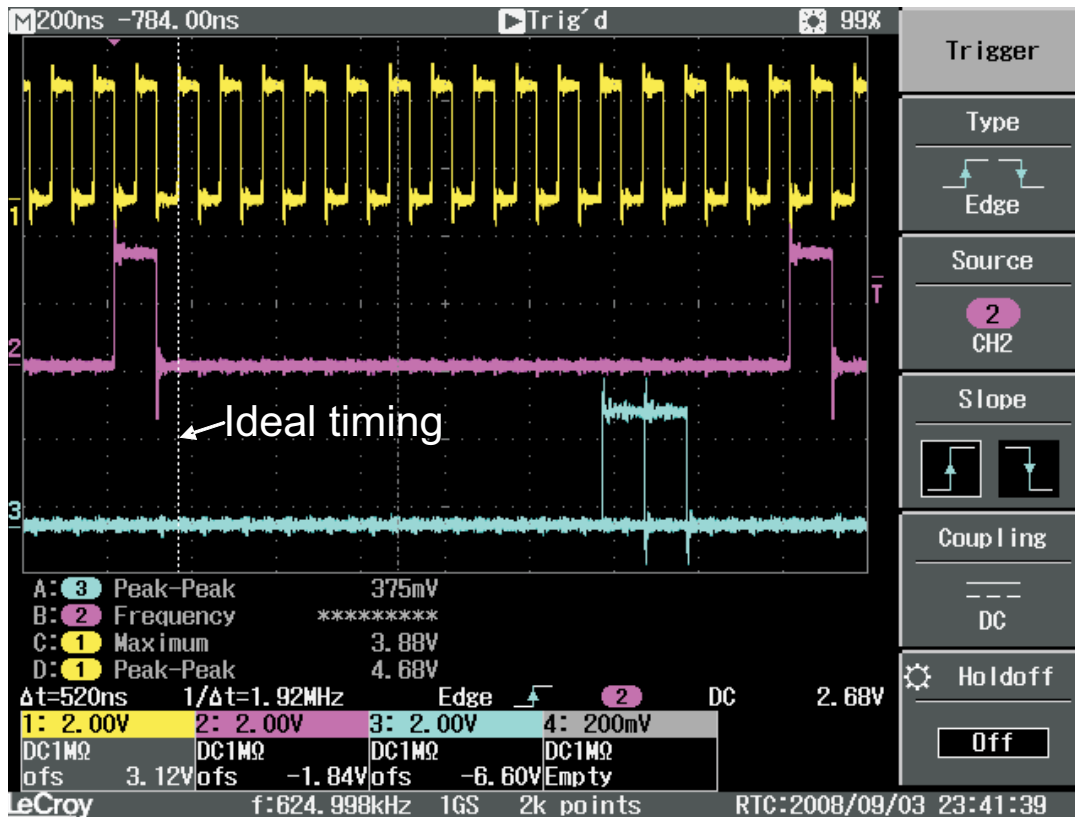 M 200ns -784.00ns Trig´d 99%
Trigger
Type
Edge
Source
2
CH2
Slope
Coupling
DC
Holdoff
Off
1
T
2
Ideal timing
3
A: 3 Peak-Peak 375mV
B: 2 Frequency *********
C: 1 Maximum 3.88V
D: 1 Peak-Peak 4.68V
Δt=520ns 1/Δt=1.92MHz Edge 2 DC 2.68V
1: 2.00V 2: 2.00V 3: 2.00V 4: 200mV
DC1MΩ DC1MΩ DC1MΩ DC1MΩ
ofs 3.12V ofs -1.84V ofs -6.60V Empty
LeCroy f:624.998kHz 1GS 2k points RTC:2008/09/03 23:41:39